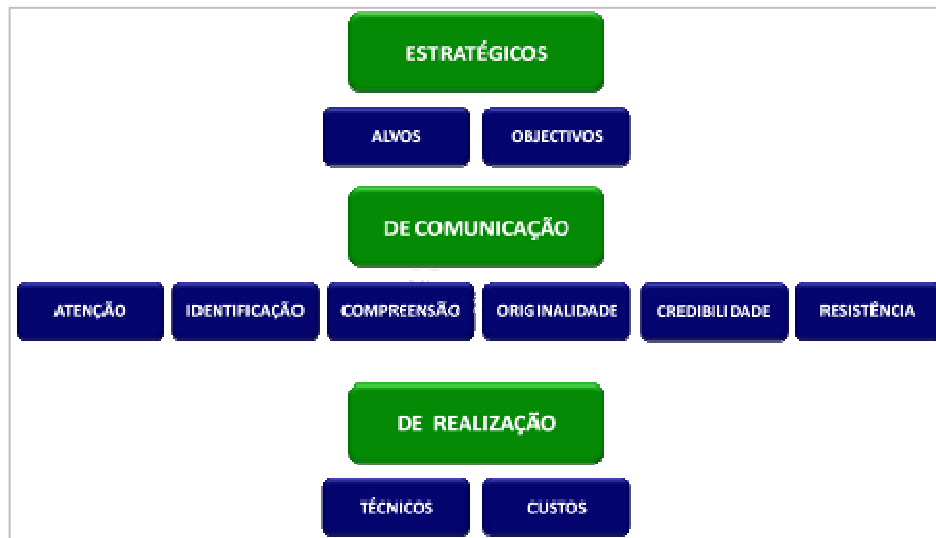 ESTRATÉGICOS
ALVOS OBJECTIVOS
DE COMUNICAÇÃO
ATENÇÃO IDENTIFICAÇÃO COMPREENSÃO ORIGINALIDADE CREDIBILIDADE RESISTÊNCIA
DE REALIZAÇÃO
TÉCNICOS CUSTOS